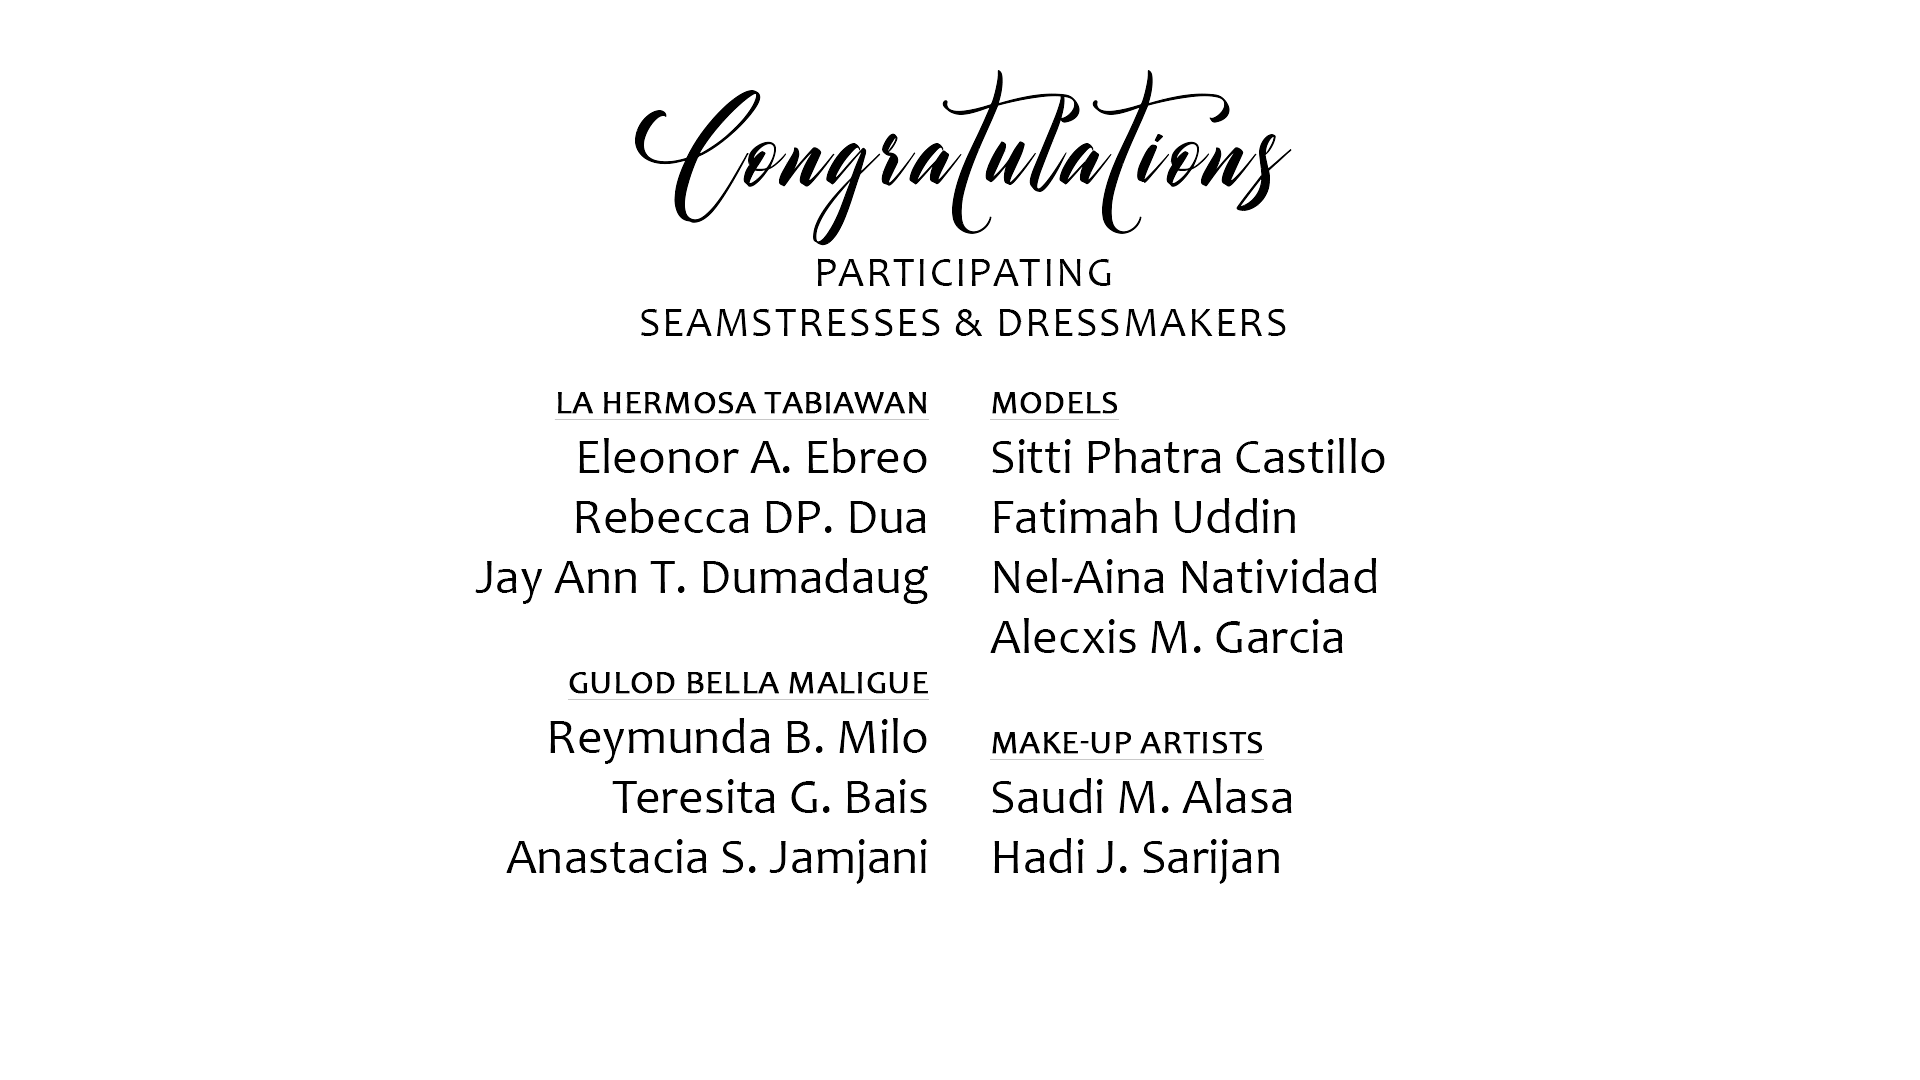 Congratulations
PARTICIPATING
SEAMSTRESSES & DRESSMAKERS
LA HERMOSA TABIAWAN
Eleonor A. Ebreo
Rebecca DP. Dua
Jay Ann T. Dumadaug
GULOD BELLA MALIGUE
Reymunda B. Milo
Teresita G. Bais
Anastacia S. Jamjani
MODELS
Sitti Phatra Castillo
Fatimah Uddin
Nel-Aina Natividad
Alecxis M. Garcia
MAKE-UP ARTISTS
Saudi M. Alasa
Hadi J. Sarijan